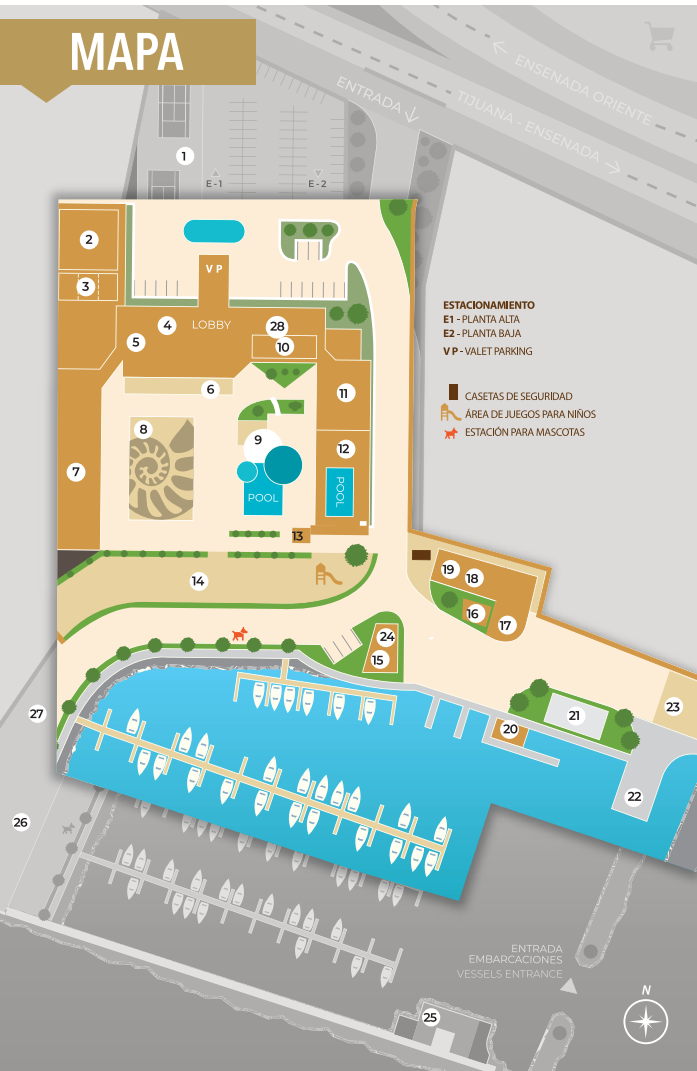 MAPA
ENSENADA ORIENTE
ENTRADA
TIJUANA - ENSENADA
1
E-1
E-2
2
V P
3
4
LOBBY
28
5
10
6
11
8
9
12
7
POOL
POOL
13
14
ESTACIONAMIENTO
E1 - PLANTA ALTA
E2 - PLANTA BAJA
V P - VALET PARKING
CASETAS DE SEGURIDAD
ÁREA DE JUEGOS PARA NIÑOS
ESTACIÓN PARA MASCOTAS
19
18
16
17
24
15
23
27
21
20
22
26
ENTRADA
EMBARCACIONES
VESSELS ENTRANCE
N
25